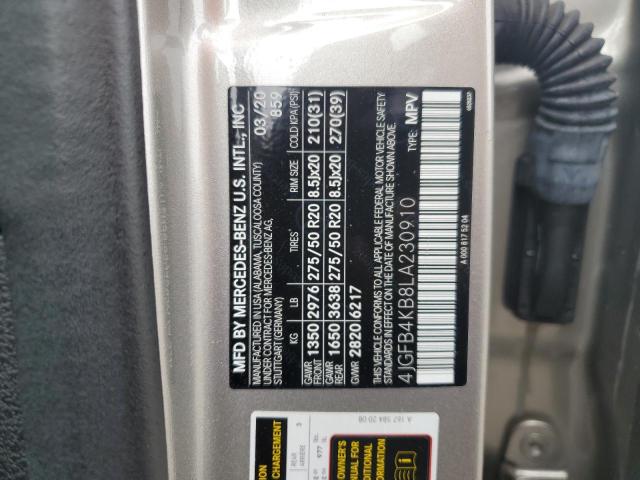 MFD BY MERCEDES-BENZ U.S. INTL., INC
MANUFACTURED IN USA (ALABAMA, TUSCALOOSA COUNTY)
UNDER CONTRACT FOR MERCEDES-BENZ AG,
STUTTGART (GERMANY)
03/20
859
KG LB TIRES RIM SIZE COLD KPA(PSI)
GAWR FRONT 1350 2976 275/50 R20 8.5Jx20 210(31)
GAWR REAR 1650 3638 275/50 R20 8.5Jx20 270(39)
GVWR 2820 6217
THIS VEHICLE CONFORMS TO ALL APPLICABLE FEDERAL MOTOR VEHICLE SAFETY
STANDARDS IN EFFECT ON THE DATE OF MANUFACTURE SHOWN ABOVE.
4JGFB4KB8LA230910 TYPE: MPV
A 000 817 52 04
A 167 584 20 08
CHARGEMENT
REAR
ARRIERE
3
977
OWNER'S